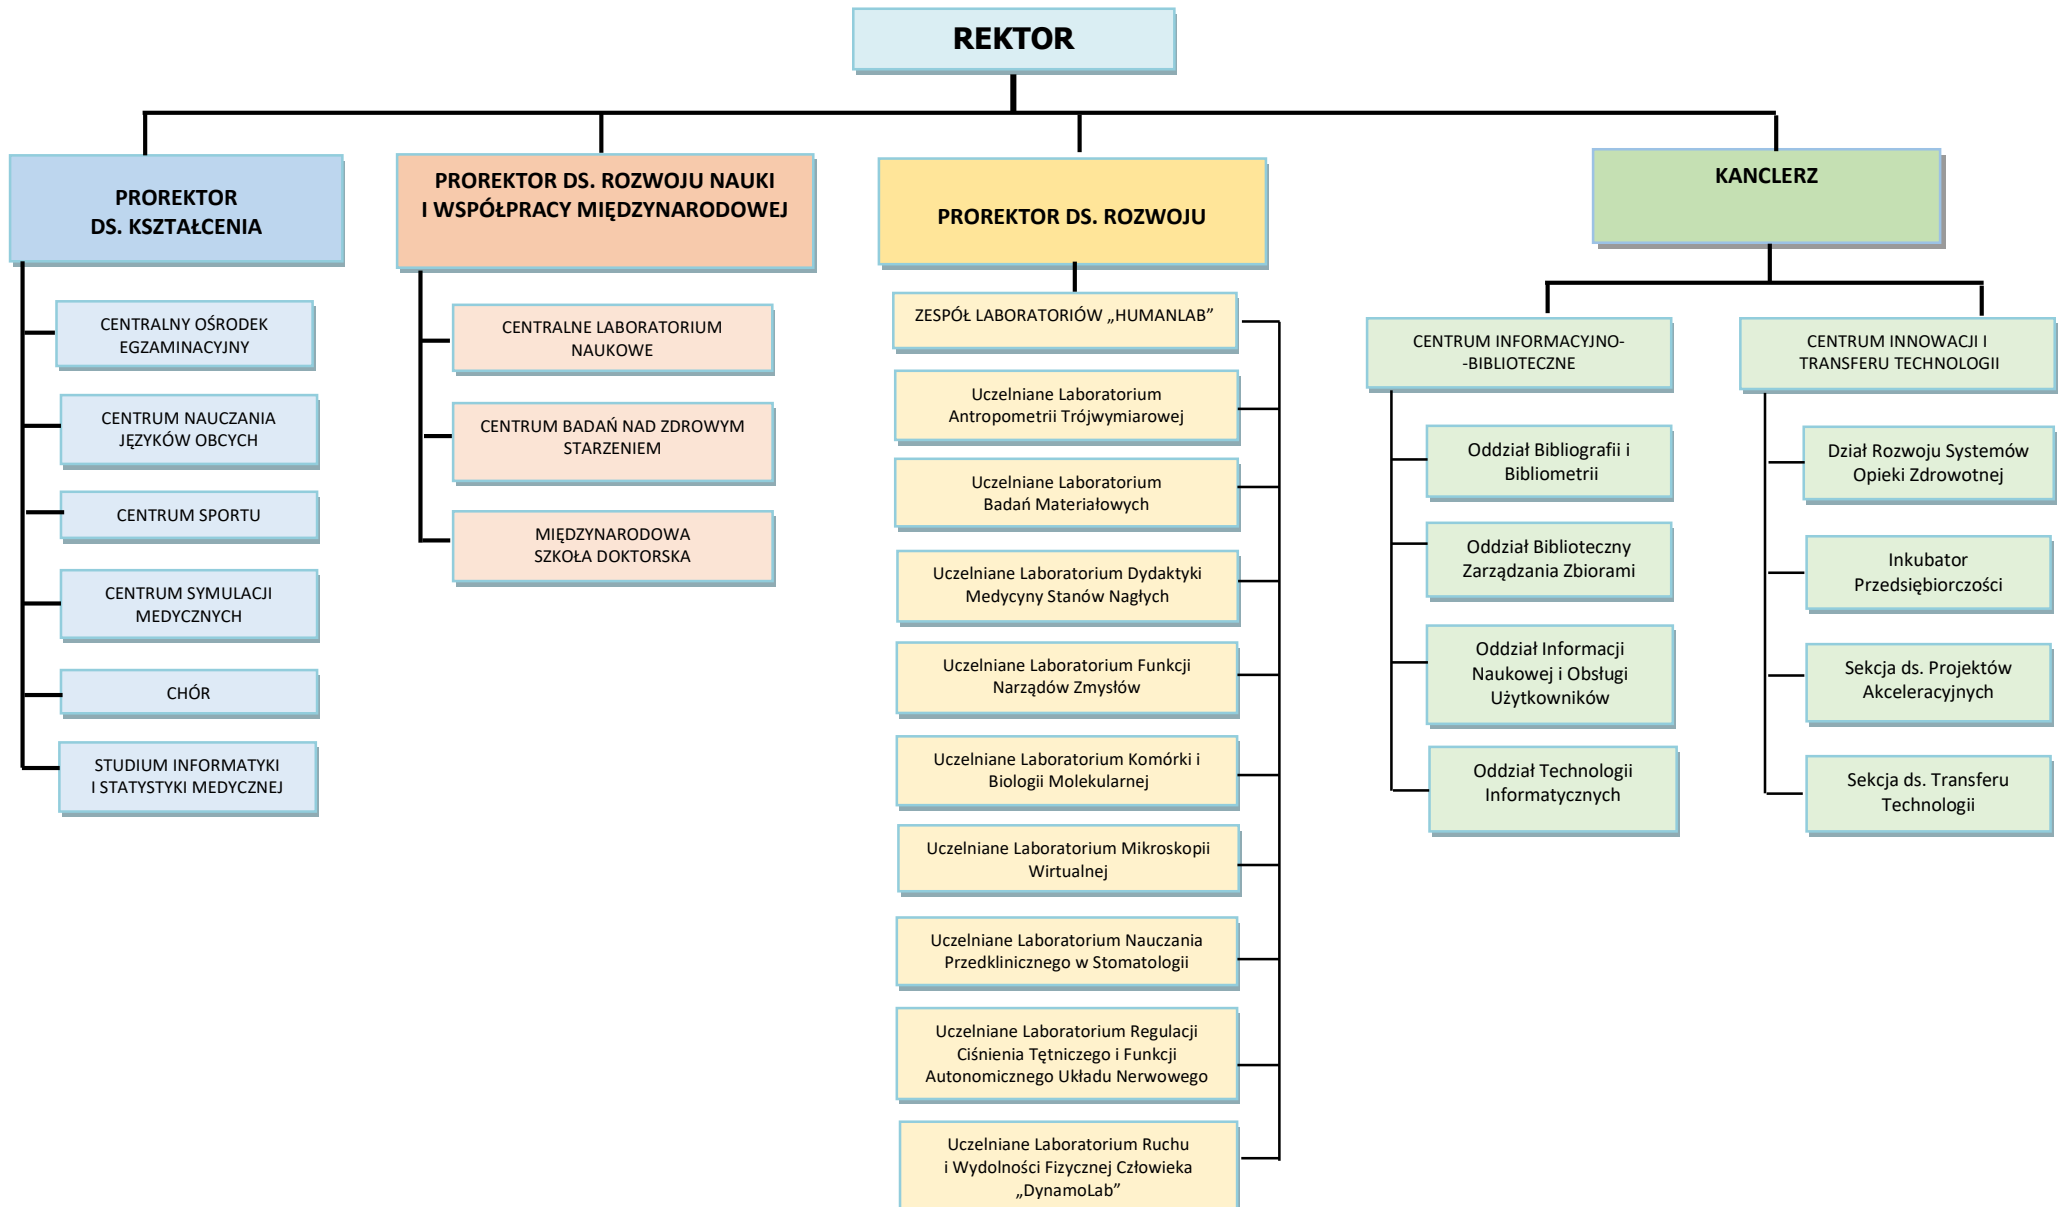 REKTOR
PROREKTOR
DS. KSZTAŁCENIA
CENTRALNY OŚRODEK
EGZAMINACYJNY
CENTRUM NAUCZANIA
JĘZYKÓW OBCYCH
CENTRUM SPORTU
CENTRUM SYMULACJI
MEDYCZNYCH
CHÓR
STUDIUM INFORMATYKI
I STATYSTYKI MEDYCZNEJ
PROREKTOR DS. ROZWOJU NAUKI
I WSPÓŁPRACY MIĘDZYNARODOWEJ
CENTRALNE LABORATORIUM
NAUKOWE
CENTRUM BADAŃ NAD ZDROWYM
STARZENIEM
MIĘDZYNARODOWA
SZKOŁA DOKTORSKA
PROREKTOR DS. ROZWOJU
ZESPÓŁ LABORATORIÓW „HUMANLAB”
Uczelniane Laboratorium
Antropometrii Trójwymiarowej
Uczelniane Laboratorium
Badań Materiałowych
Uczelniane Laboratorium Dydaktyki
Medycyny Stanów Nagłych
Uczelniane Laboratorium Funkcji
Narządów Zmysłów
Uczelniane Laboratorium Komórki i
Biologii Molekularnej
Uczelniane Laboratorium Mikroskopii
Wirtualnej
Uczelniane Laboratorium Nauczania
Przedklinicznego w Stomatologii
Uczelniane Laboratorium Regulacji
Ciśnienia Tętniczego i Funkcji
Autonomicznego Układu Nerwowego
Uczelniane Laboratorium Ruchu
i Wydolności Fizycznej Człowieka
„DynamoLab”
KANCLERZ
CENTRUM INFORMACYJNO-
-BIBLIOTECZNE
Oddział Bibliografii i
Bibliometrii
Oddział Biblioteczny
Zarządzania Zbiorami
Oddział Informacji
Naukowej i Obsługi
Użytkowników
Oddział Technologii
Informatycznych
CENTRUM INNOWACJI I
TRANSFERU TECHNOLOGII
Dział Rozwoju Systemów
Opieki Zdrowotnej
Inkubator
Przedsiębiorczości
Sekcja ds. Projektów
Akceleracyjnych
Sekcja ds. Transferu
Technologii